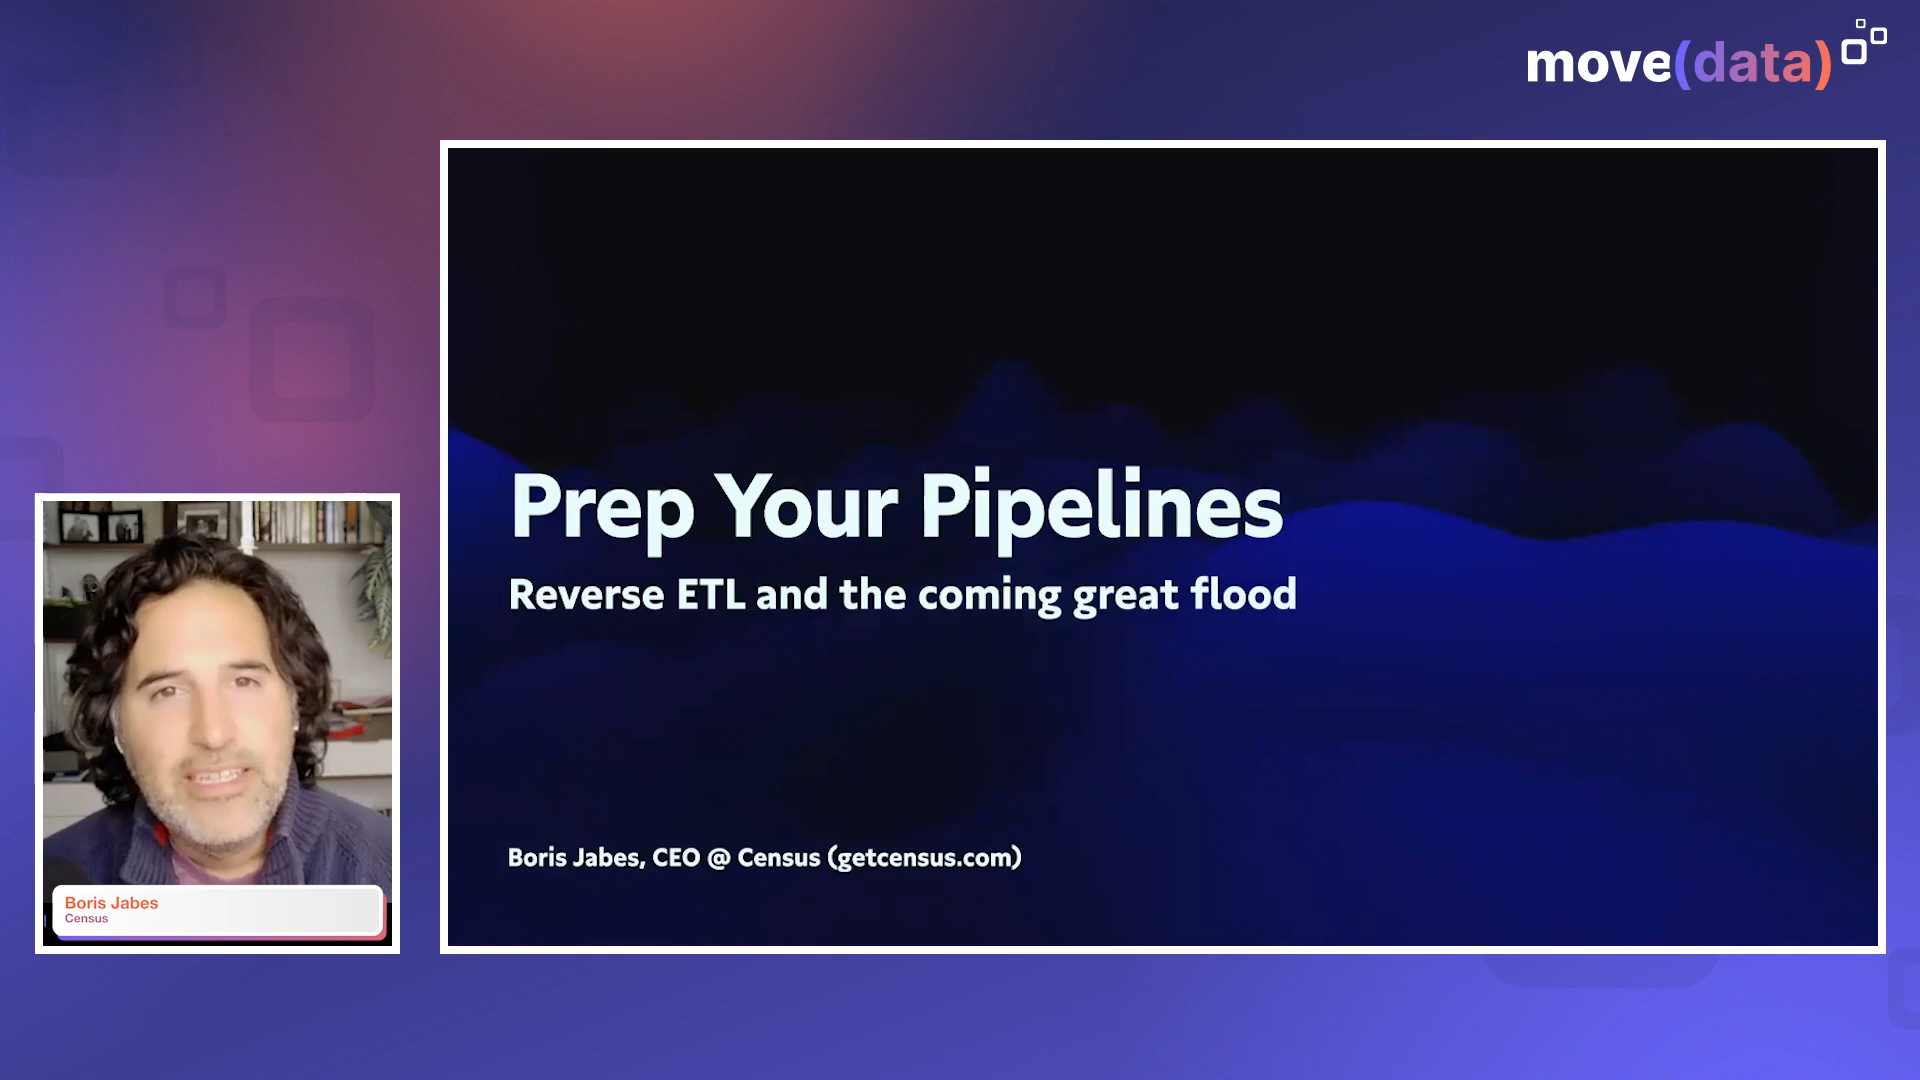 move(data)
Prep Your Pipelines
Reverse ETL and the coming great flood
Boris Jabes, CEO @ Census (getcensus.com)
Boris Jabes
Census